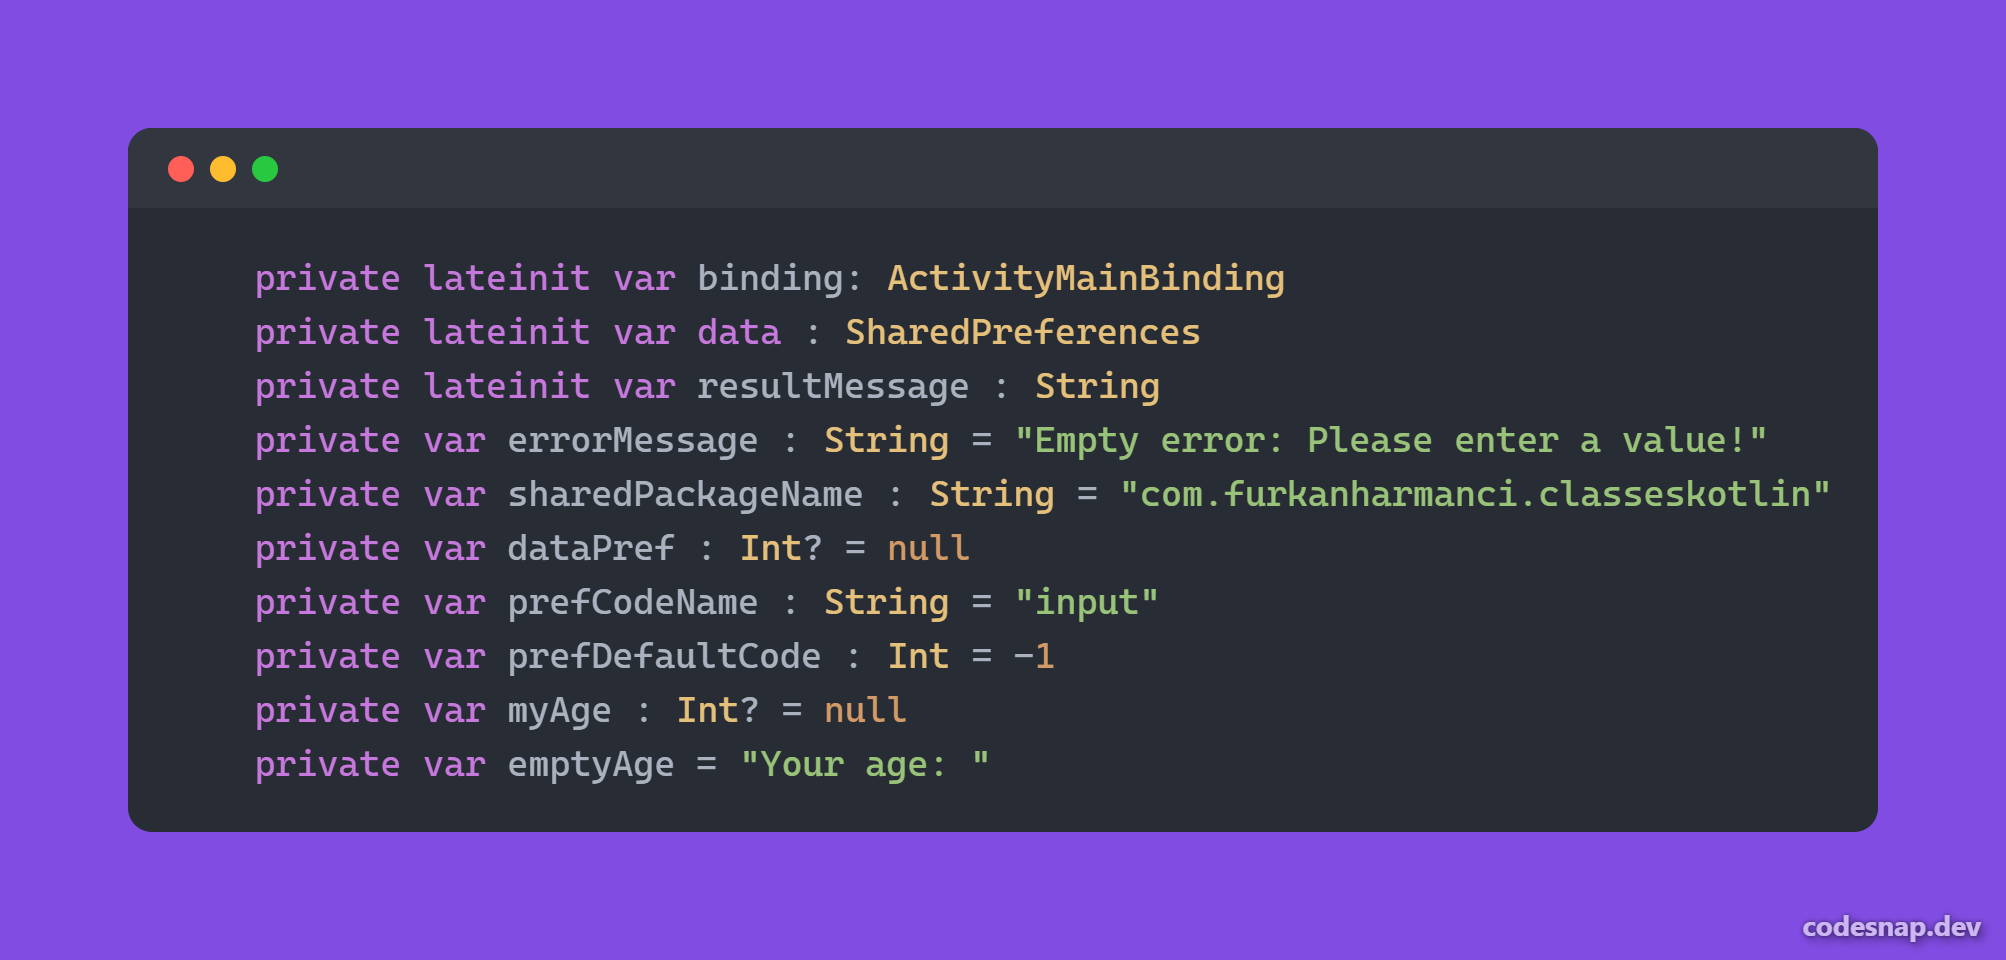 private lateinit var binding: ActivityMainBinding
private lateinit var data : SharedPreferences
private lateinit var resultMessage : String
private var errorMessage : String = "Empty error: Please enter a value!"
private var sharedPackageName : String = "com.furkanharmanci.classeskotlin"
private var dataPref : Int? = null
private var prefCodeName : String = "input"
private var prefDefaultCode : Int = -1
private var myAge : Int? = null
private var emptyAge = "Your age: "
codesnap.dev